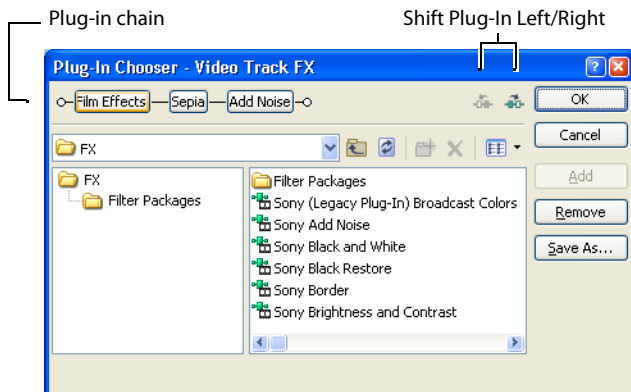 Plug-in chain
Shift Plug-In Left/Right
Plug-In Chooser - Video Track FX
Film Effects
Sepia
Add Noise
OK
FX
Cancel
FX
Filter Packages
Filter Packages
Sony (Legacy Plug-In) Broadcast Colors
Sony Add Noise
Sony Black and White
Sony Black Restore
Sony Border
Sony Brightness and Contrast
Add
Remove
Save As...